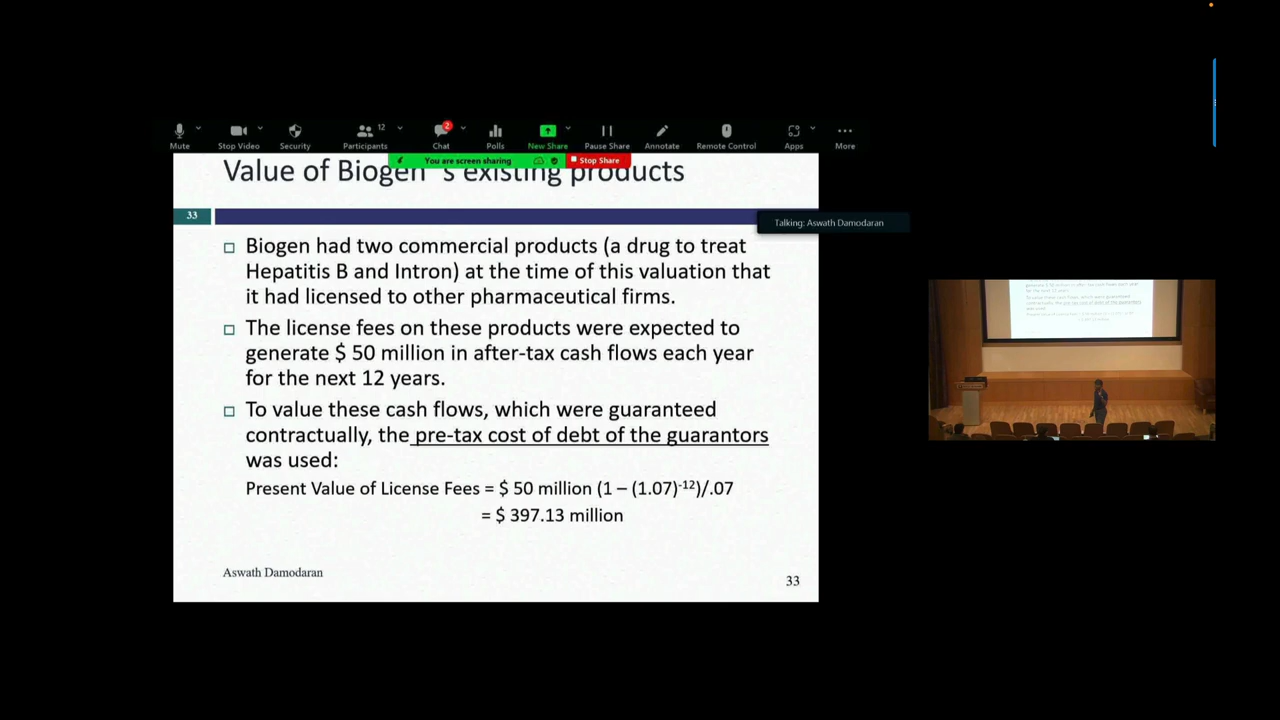 12
2
Mute
Stop Video
Security
Participants
Chat
Polls
New Share
Pause Share
Annotate
Remote Control
Apps
More
You are screen sharing
Stop Share
Value of Biogen's existing products
33
Talking: Aswath Damodaran
Biogen had two commercial products (a drug to treat
Hepatitis B and Intron) at the time of this valuation that
it had licensed to other pharmaceutical firms.
The license fees on these products were expected to
generate $ 50 million in after-tax cash flows each year
for the next 12 years.
To value these cash flows, which were guaranteed
contractually, the pre-tax cost of debt of the guarantors
was used:
Present Value of License Fees = $ 50 million (1 – (1.07)-12)/.07
= $ 397.13 million
Aswath Damodaran
33